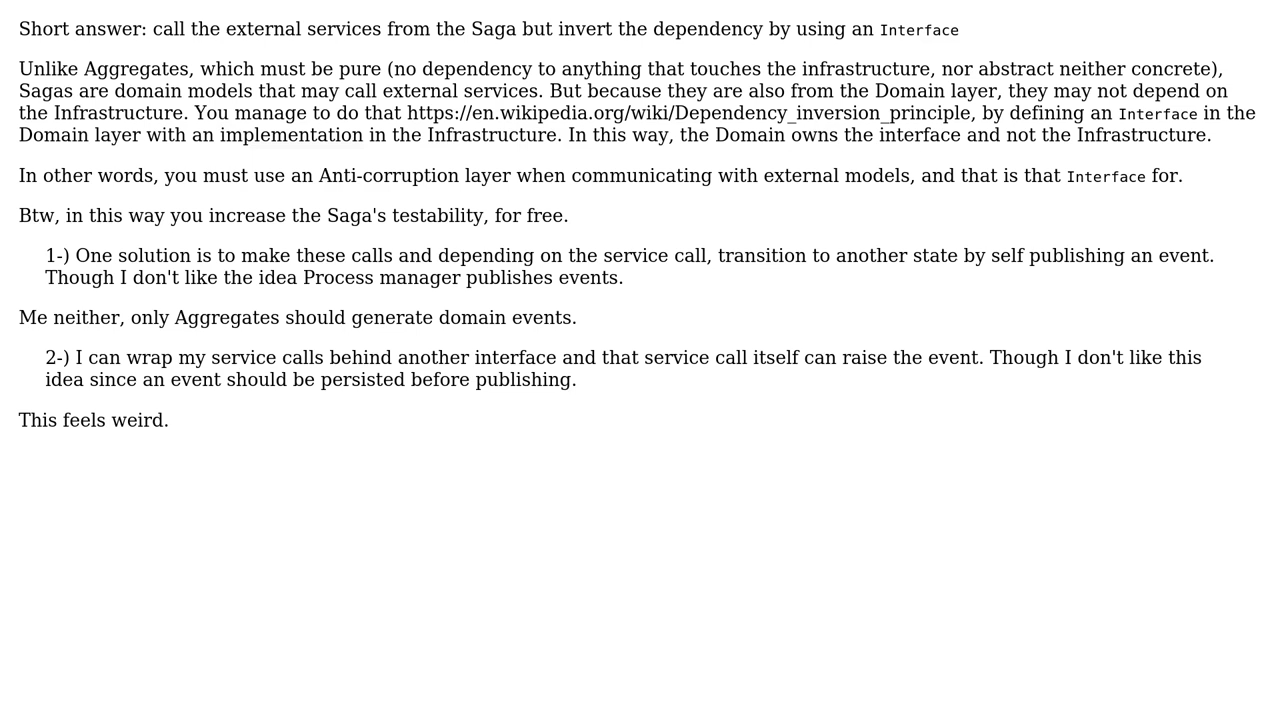 Short answer: call the external services from the Saga but invert the dependency by using an Interface
Unlike Aggregates, which must be pure (no dependency to anything that touches the infrastructure, nor abstract neither concrete),
Sagas are domain models that may call external services. But because they are also from the Domain layer, they may not depend on
the Infrastructure. You manage to do that https://en.wikipedia.org/wiki/Dependency_inversion_principle, by defining an Interface in the
Domain layer with an implementation in the Infrastructure. In this way, the Domain owns the interface and not the Infrastructure.
In other words, you must use an Anti-corruption layer when communicating with external models, and that is that Interface for.
Btw, in this way you increase the Saga's testability, for free.
1-) One solution is to make these calls and depending on the service call, transition to another state by self publishing an event.
Though I don't like the idea Process manager publishes events.
Me neither, only Aggregates should generate domain events.
2-) I can wrap my service calls behind another interface and that service call itself can raise the event. Though I don't like this
idea since an event should be persisted before publishing.
This feels weird.